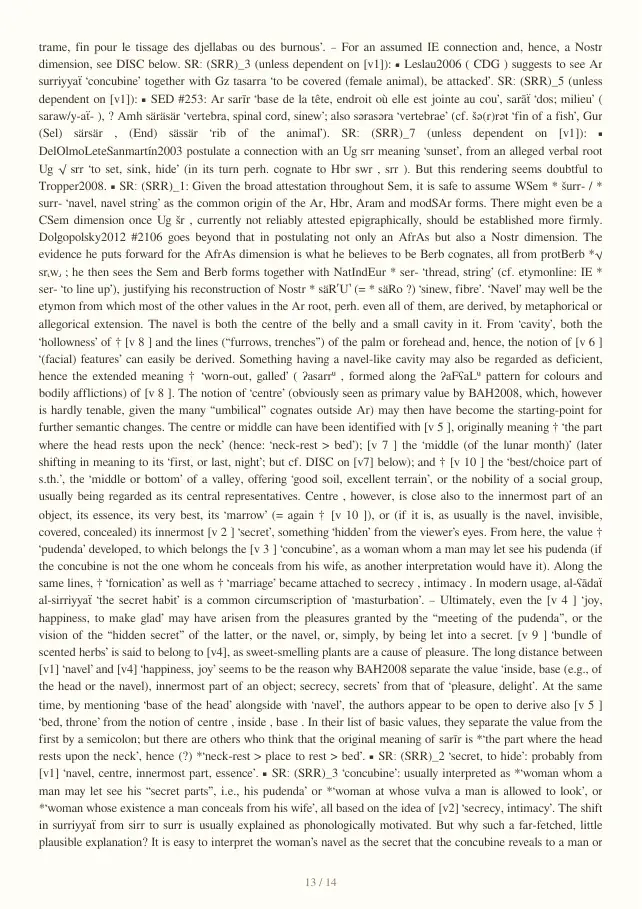 trame, fin pour le tissage des djellabas ou des burnous’. – For an assumed IE connection and, hence, a Nostr
dimension, see DISC below. SR: (SRR)_3 (unless dependent on [v1]): ▪ Leslau2006 ( CDG ) suggests to see Ar
surriyyaẗ ‘concubine’ together with Gz tasarra ‘to be covered (female animal), be attacked’. SR: (SRR)_5 (unless
dependent on [v1]): ▪ SED #253: Ar sarīr ‘base de la tête, endroit où elle est jointe au cou’, sarāẗ ‘dos; milieu’ (
saraw/y-aẗ- ), ? Amh säräsär ‘vertebra, spinal cord, sinew’; also sərasəra ‘vertebrae’ (cf. šə(r)rət ‘fin of a fish’, Gur
(Sel) särsär , (End) sässär ‘rib of the animal’). SR: (SRR)_7 (unless dependent on [v1]): ▪
DelOlmoLeteSanmartín2003 postulate a connection with an Ug srr meaning ‘sunset’, from an alleged verbal root
Ug √ srr ‘to set, sink, hide’ (in its turn perh. cognate to Hbr swr , srr ). But this rendering seems doubtful to
Tropper2008. ▪ SR: (SRR)_1: Given the broad attestation throughout Sem, it is safe to assume WSem * šurr- / *
surr- ‘navel, navel string’ as the common origin of the Ar, Hbr, Aram and modSAr forms. There might even be a
CSem dimension once Ug šr , currently not reliably attested epigraphically, should be established more firmly.
Dolgopolsky2012 #2106 goes beyond that in postulating not only an AfrAs but also a Nostr dimension. The
evidence he puts forward for the AfrAs dimension is what he believes to be Berb cognates, all from protBerb *√
; he then sees the Sem and Berb forms together with NatIndEur * ser- ‘thread, string’ (cf. etymonline: IE *
ser- ‘to line up’), justifying his reconstruction of Nostr * (= * säRo ?) ‘sinew, fibre’. ‘Navel’ may well be the
etymon from which most of the other values in the Ar root, perh. even all of them, are derived, by metaphorical or
allegorical extension. The navel is both the centre of the belly and a small cavity in it. From ‘cavity’, both the
‘hollowness’ of † [v 8 ] and the lines (“furrows, trenches”) of the palm or forehead and, hence, the notion of [v 6 ]
‘(facial) features’ can easily be derived. Something having a navel-like cavity may also be regarded as deficient,
hence the extended meaning † ‘worn-out, galled’ ( ʔasarrᵘ , formed along the ʔaFʕaLᵘ pattern for colours and
bodily afflictions) of [v 8 ]. The notion of ‘centre’ (obviously seen as primary value by BAH2008, which, however
is hardly tenable, given the many “umbilical” cognates outside Ar) may then have become the starting-point for
further semantic changes. The centre or middle can have been identified with [v 5 ], originally meaning † ‘the part
where the head rests upon the neck’ (hence: ‘neck-rest > bed’); [v 7 ] the ‘middle (of the lunar month)’ (later
shifting in meaning to its ‘first, or last, night’; but cf. DISC on [v7] below); and † [v 10 ] the ‘best/choice part of
s.th.’, the ‘middle or bottom’ of a valley, offering ‘good soil, excellent terrain’, or the nobility of a social group,
usually being regarded as its central representatives. Centre , however, is close also to the innermost part of an
object, its essence, its very best, its ‘marrow’ (= again † [v 10 ]), or (if it is, as usually is the navel, invisible,
covered, concealed) its innermost [v 2 ] ‘secret’, something ‘hidden’ from the viewer's eyes. From here, the value †
‘pudenda’ developed, to which belongs the [v 3 ] ‘concubine’, as a woman whom a man may let see his pudenda (if
the concubine is not the one whom he conceals from his wife, as another interpretation would have it). Along the
same lines, † ‘fornication’ as well as † ‘marriage’ became attached to secrecy , intimacy . In modern usage, al-ʕādaẗ
al-sirriyyaẗ ‘the secret habit’ is a common circumscription of ‘masturbation’. – Ultimately, even the [v 4 ] ‘joy,
happiness, to make glad’ may have arisen from the pleasures granted by the “meeting of the pudenda”, or the
vision of the “hidden secret” of the latter, or the navel, or, simply, by being let into a secret. [v 9 ] ‘bundle of
scented herbs’ is said to belong to [v4], as sweet-smelling plants are a cause of pleasure. The long distance between
[v1] ‘navel’ and [v4] ‘happiness, joy’ seems to be the reason why BAH2008 separate the value ‘inside, base (e.g., of
the head or the navel), innermost part of an object; secrecy, secrets’ from that of ‘pleasure, delight’. At the same
time, by mentioning ‘base of the head’ alongside with ‘navel’, the authors appear to be open to derive also [v 5 ]
‘bed, throne’ from the notion of centre , inside , base . In their list of basic values, they separate the value from the
first by a semicolon; but there are others who think that the original meaning of sarīr is *‘the part where the head
rests upon the neck’, hence (?) *‘neck-rest > place to rest > bed’. ▪ SR: (SRR)_2 ‘secret, to hide’: probably from
[v1] ‘navel, centre, innermost part, essence’. ▪ SR: (SRR)_3 ‘concubine’: usually interpreted as *‘woman whom a
man may let see his “secret parts”, i.e., his pudenda’ or *‘woman at whose vulva a man is allowed to look’, or
*‘woman whose existence a man conceals from his wife’, all based on the idea of [v2] ‘secrecy, intimacy’. The shift
in surriyyaẗ from sirr to surr is usually explained as phonologically motivated. But why such a far-fetched, little
plausible explanation? It is easy to interpret the woman's navel as the secret that the concubine reveals to a man or
13 / 14